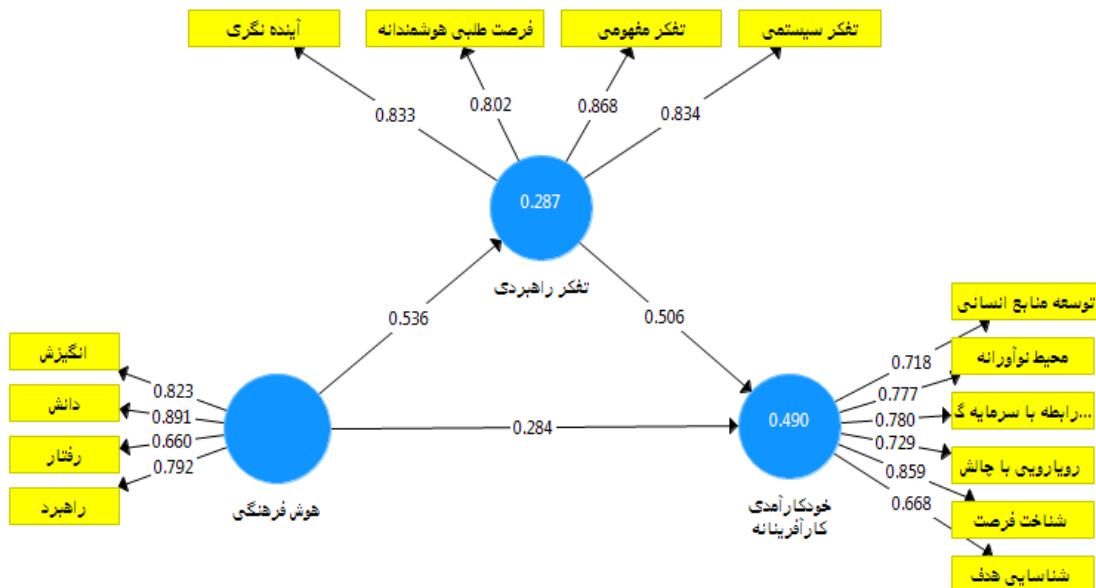 آینده نگری
فرصت طلبی هوشمندانه
تفکر مفهومی
تفکر سیستمی
0.833
0.802
0.868
0.834
0.287
تفکر راهبردی
0.536
0.506
انگیزش
دانش
رفتار
راهبرد
0.823
0.891
0.660
0.792
هوش فرهنگی
0.284
0.490
خودکارآمدی
کارآفرینانه
0.718
0.777
0.780
0.729
0.859
0.668
توسعه منابع انسانی
محیط نوآورانه
رابطه با سرمایه گ...
رویارویی با چالش
شناخت فرصت
شناسایی هدف